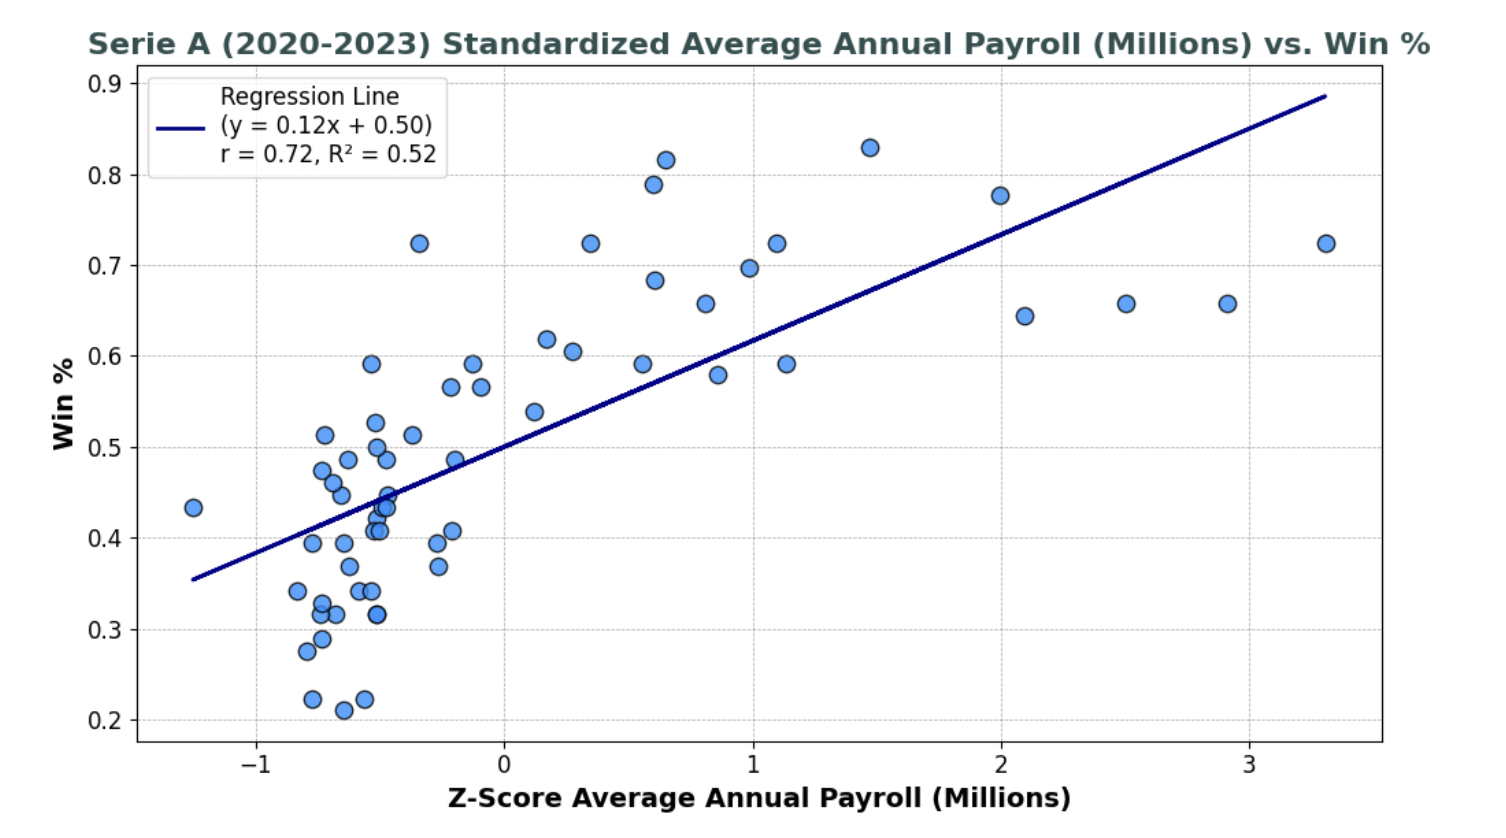 Serie A (2020-2023) Standardized Average Annual Payroll (Millions) vs. Win %
Regression Line
(y = 0.12x + 0.50)
r = 0.72, R² = 0.52
0.9
0.8
0.7
0.6
0.5
0.4
0.3
0.2
Win %
−1
0
1
2
3
Z-Score Average Annual Payroll (Millions)